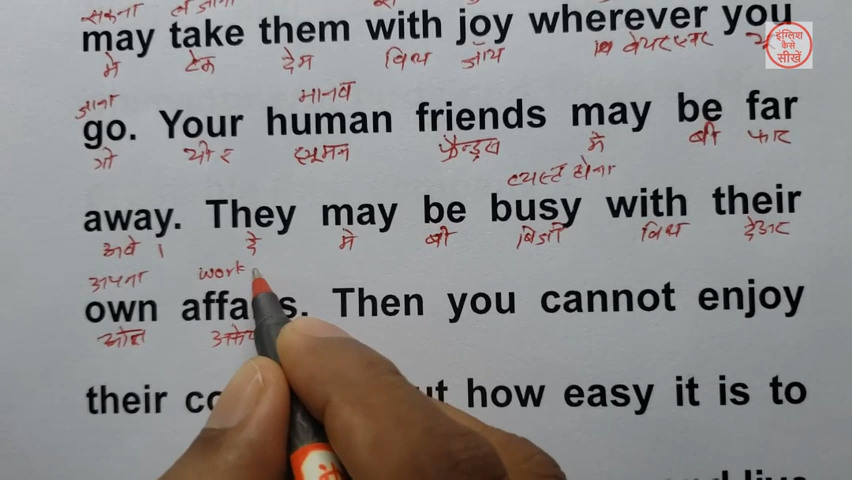 सकना ले जाना
may take them with joy wherever you
मे टेक देम विथ जॉय वेयरएवर यू
इंग्लिश
कैसे
सीखें
जाना मानव
go. Your human friends may be far
गो योर ह्यूमन फ्रेन्ड्स मे बी फार
व्यस्त होना
away. They may be busy with their
अवे । दे मे बी बिजी विथ देअर
अपना work
own affairs. Then you cannot enjoy
ओन
their how easy it is to